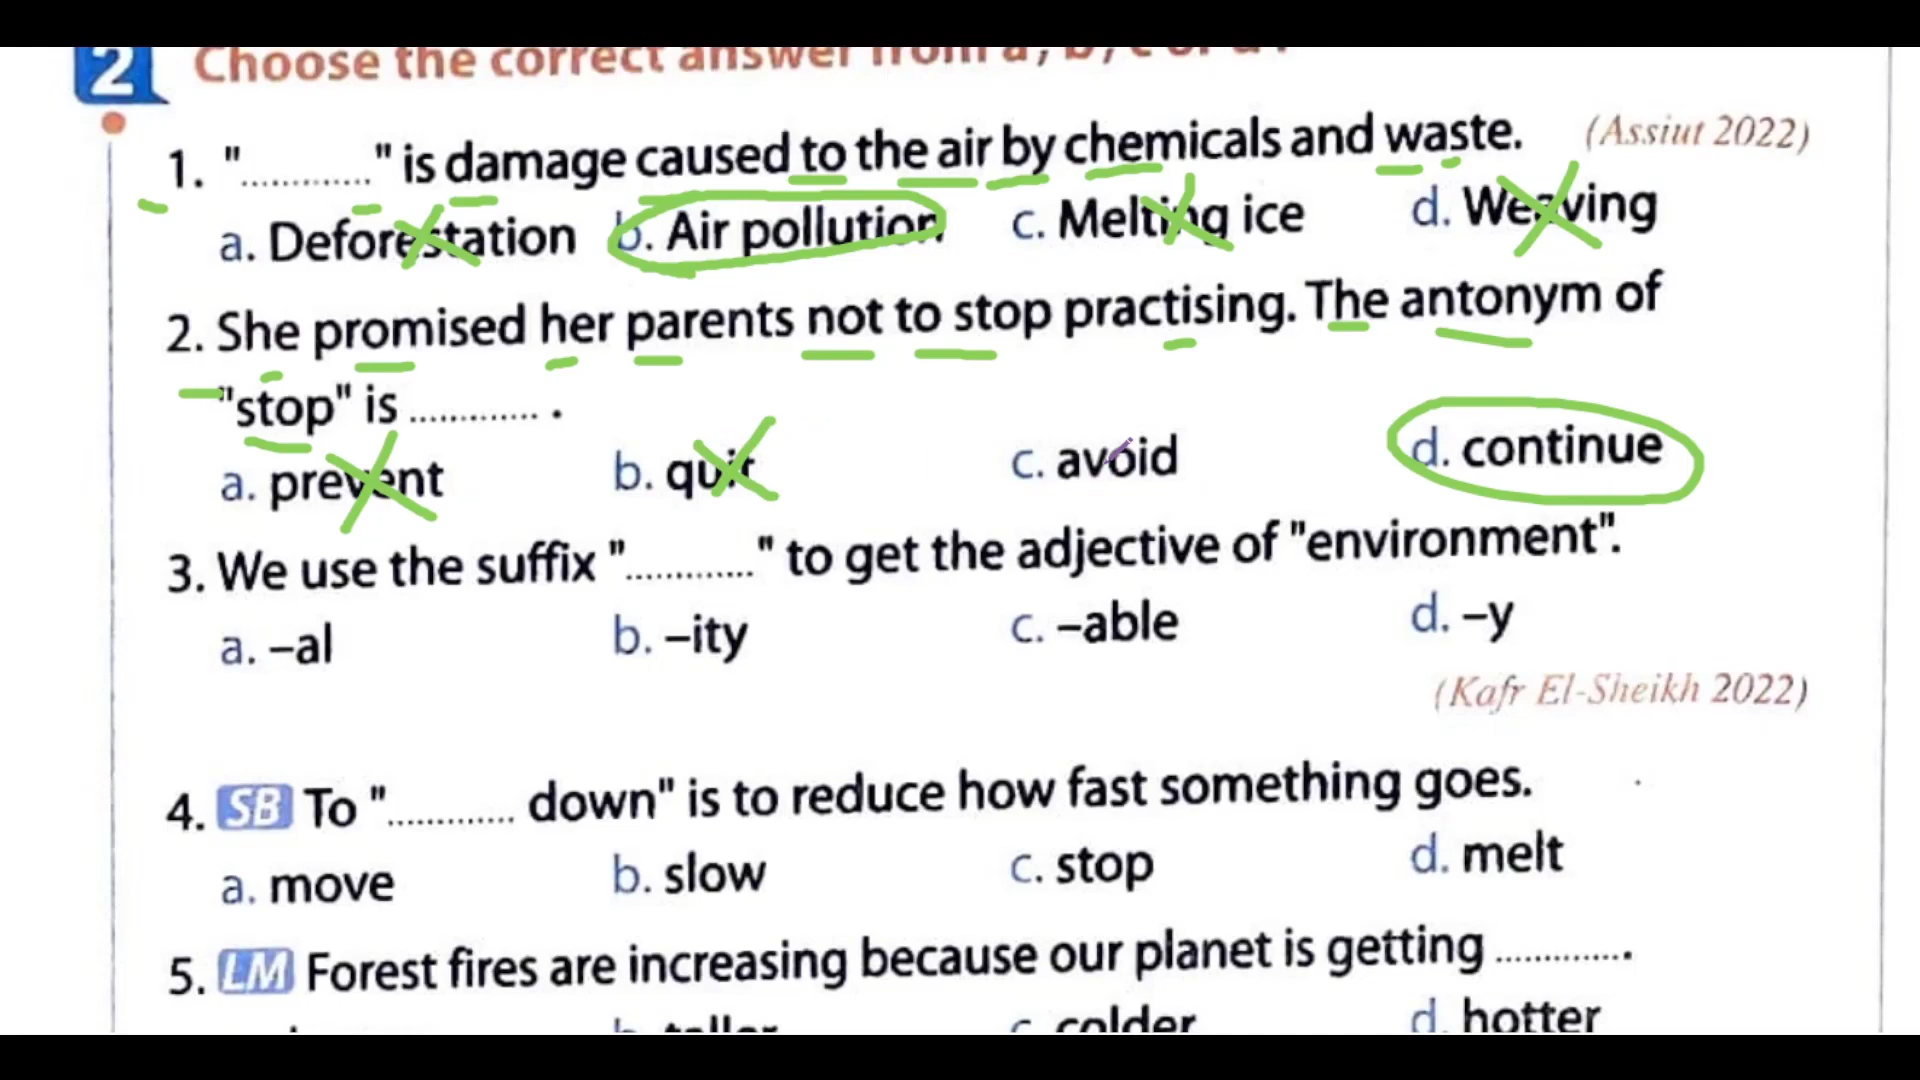 2 Choose the correct answer from a, b, c or d :
1. "............." is damage caused to the air by chemicals and waste. (Assiut 2022)
a. Deforestation b. Air pollution c. Melting ice d. Weaving
2. She promised her parents not to stop practising. The antonym of
"stop" is ............. .
a. prevent b. quit c. avoid d. continue
3. We use the suffix "............." to get the adjective of "environment".
a. –al b. –ity c. –able d. –y
(Kafr El-Sheikh 2022)
4. SB To "............. down" is to reduce how fast something goes.
a. move b. slow c. stop d. melt
5. LM Forest fires are increasing because our planet is getting ............. .
b. taller c. colder d. hotter